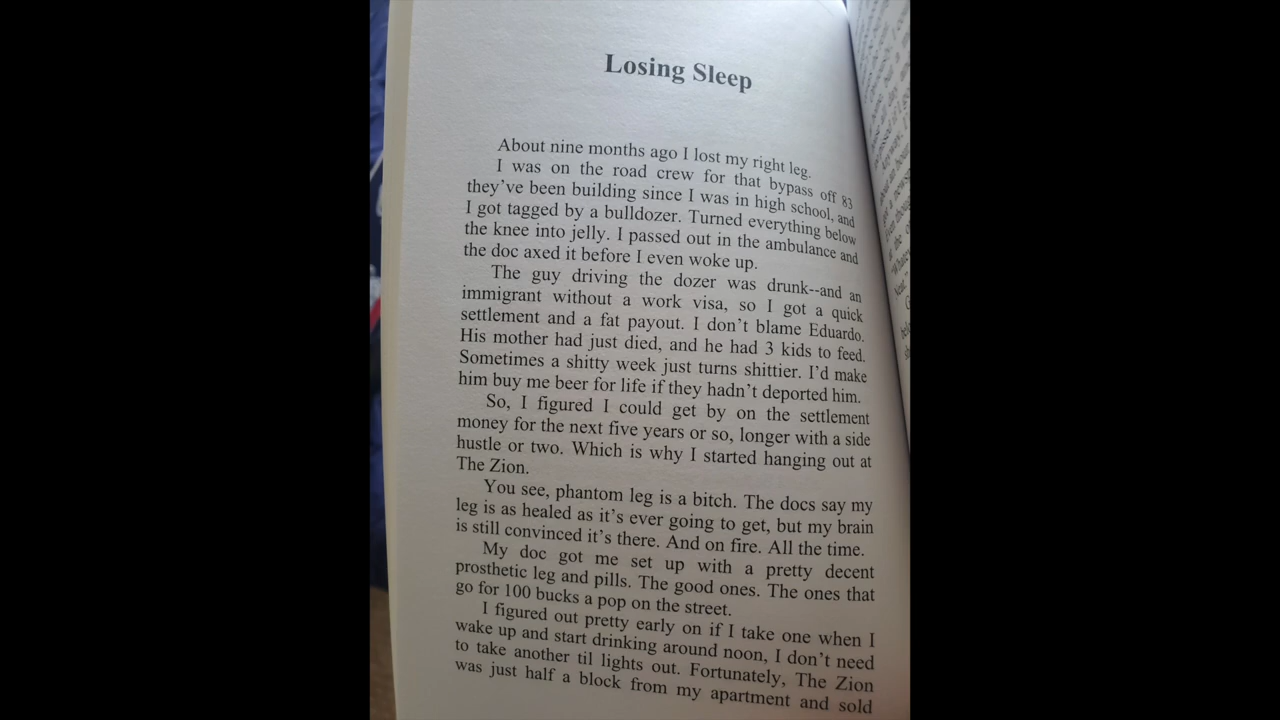 Losing Sleep
About nine months ago I lost my right leg.
I was on the road crew for that bypass off 83
they've been building since I was in high school, and
I got tagged by a bulldozer. Turned everything below
the knee into jelly. I passed out in the ambulance and
the doc axed it before I even woke up.
The guy driving the dozer was drunk--and an
immigrant without a work visa, so I got a quick
settlement and a fat payout. I don't blame Eduardo.
His mother had just died, and he had 3 kids to feed.
Sometimes a shitty week just turns shittier. I'd make
him buy me beer for life if they hadn't deported him.
So, I figured I could get by on the settlement
money for the next five years or so, longer with a side
hustle or two. Which is why I started hanging out at
The Zion.
You see, phantom leg is a bitch. The docs say my
leg is as healed as it's ever going to get, but my brain
is still convinced it's there. And on fire. All the time.
My doc got me set up with a pretty decent
prosthetic leg and pills. The good ones. The ones that
go for 100 bucks a pop on the street.
I figured out pretty early on if I take one when I
wake up and start drinking around noon, I don't need
to take another til lights out. Fortunately, The Zion
was just half a block from my apartment and sold